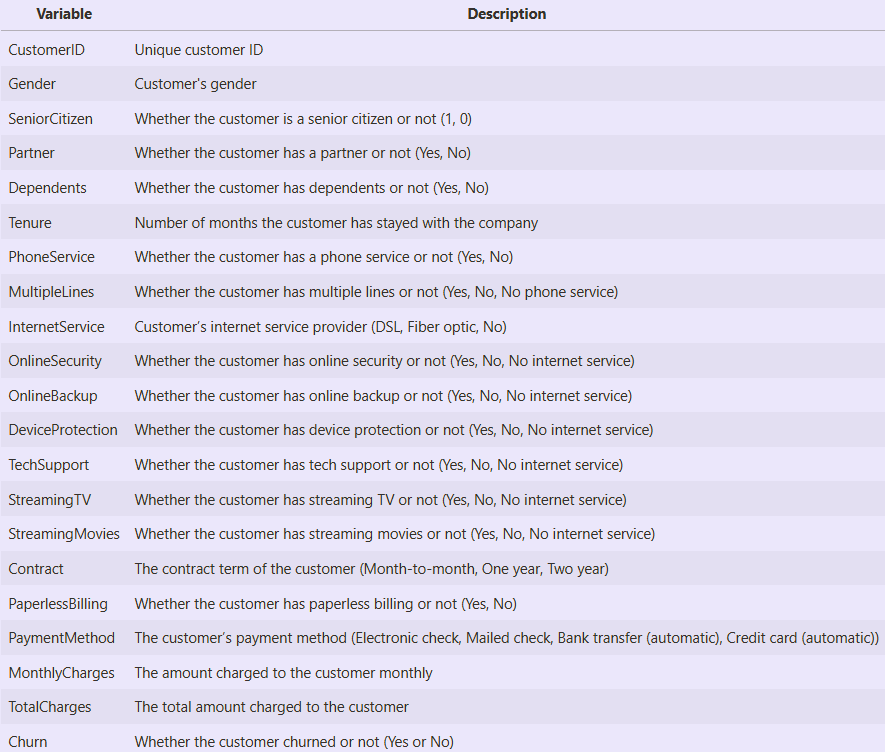 Variable Description
CustomerID Unique customer ID
Gender Customer's gender
SeniorCitizen Whether the customer is a senior citizen or not (1, 0)
Partner Whether the customer has a partner or not (Yes, No)
Dependents Whether the customer has dependents or not (Yes, No)
Tenure Number of months the customer has stayed with the company
PhoneService Whether the customer has a phone service or not (Yes, No)
MultipleLines Whether the customer has multiple lines or not (Yes, No, No phone service)
InternetService Customer’s internet service provider (DSL, Fiber optic, No)
OnlineSecurity Whether the customer has online security or not (Yes, No, No internet service)
OnlineBackup Whether the customer has online backup or not (Yes, No, No internet service)
DeviceProtection Whether the customer has device protection or not (Yes, No, No internet service)
TechSupport Whether the customer has tech support or not (Yes, No, No internet service)
StreamingTV Whether the customer has streaming TV or not (Yes, No, No internet service)
StreamingMovies Whether the customer has streaming movies or not (Yes, No, No internet service)
Contract The contract term of the customer (Month-to-month, One year, Two year)
PaperlessBilling Whether the customer has paperless billing or not (Yes, No)
PaymentMethod The customer’s payment method (Electronic check, Mailed check, Bank transfer (automatic), Credit card (automatic))
MonthlyCharges The amount charged to the customer monthly
TotalCharges The total amount charged to the customer
Churn Whether the customer churned or not (Yes or No)